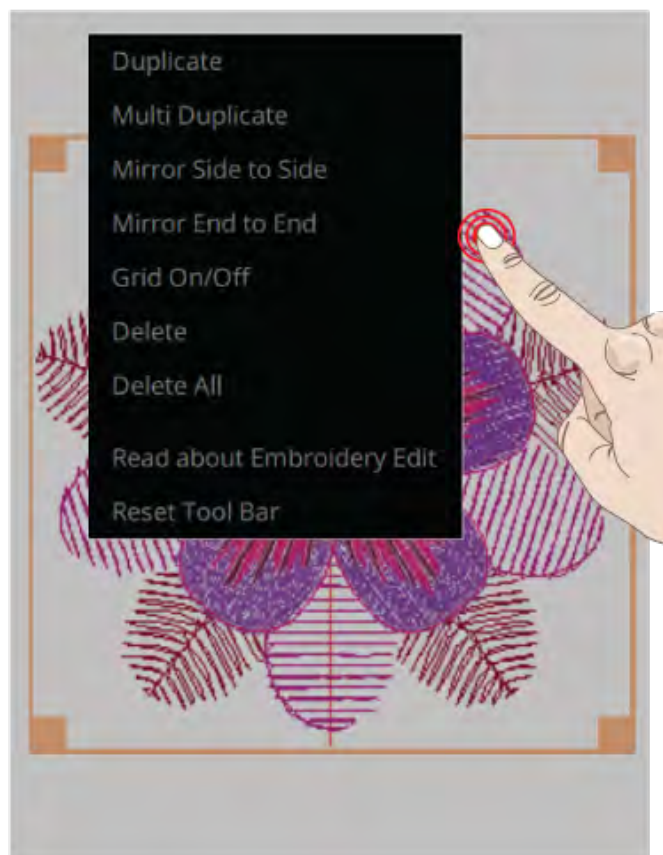 Duplicate
Multi Duplicate
Mirror Side to Side
Mirror End to End
Grid On/Off
Delete
Delete All
Read about Embroidery Edit
Reset Tool Bar